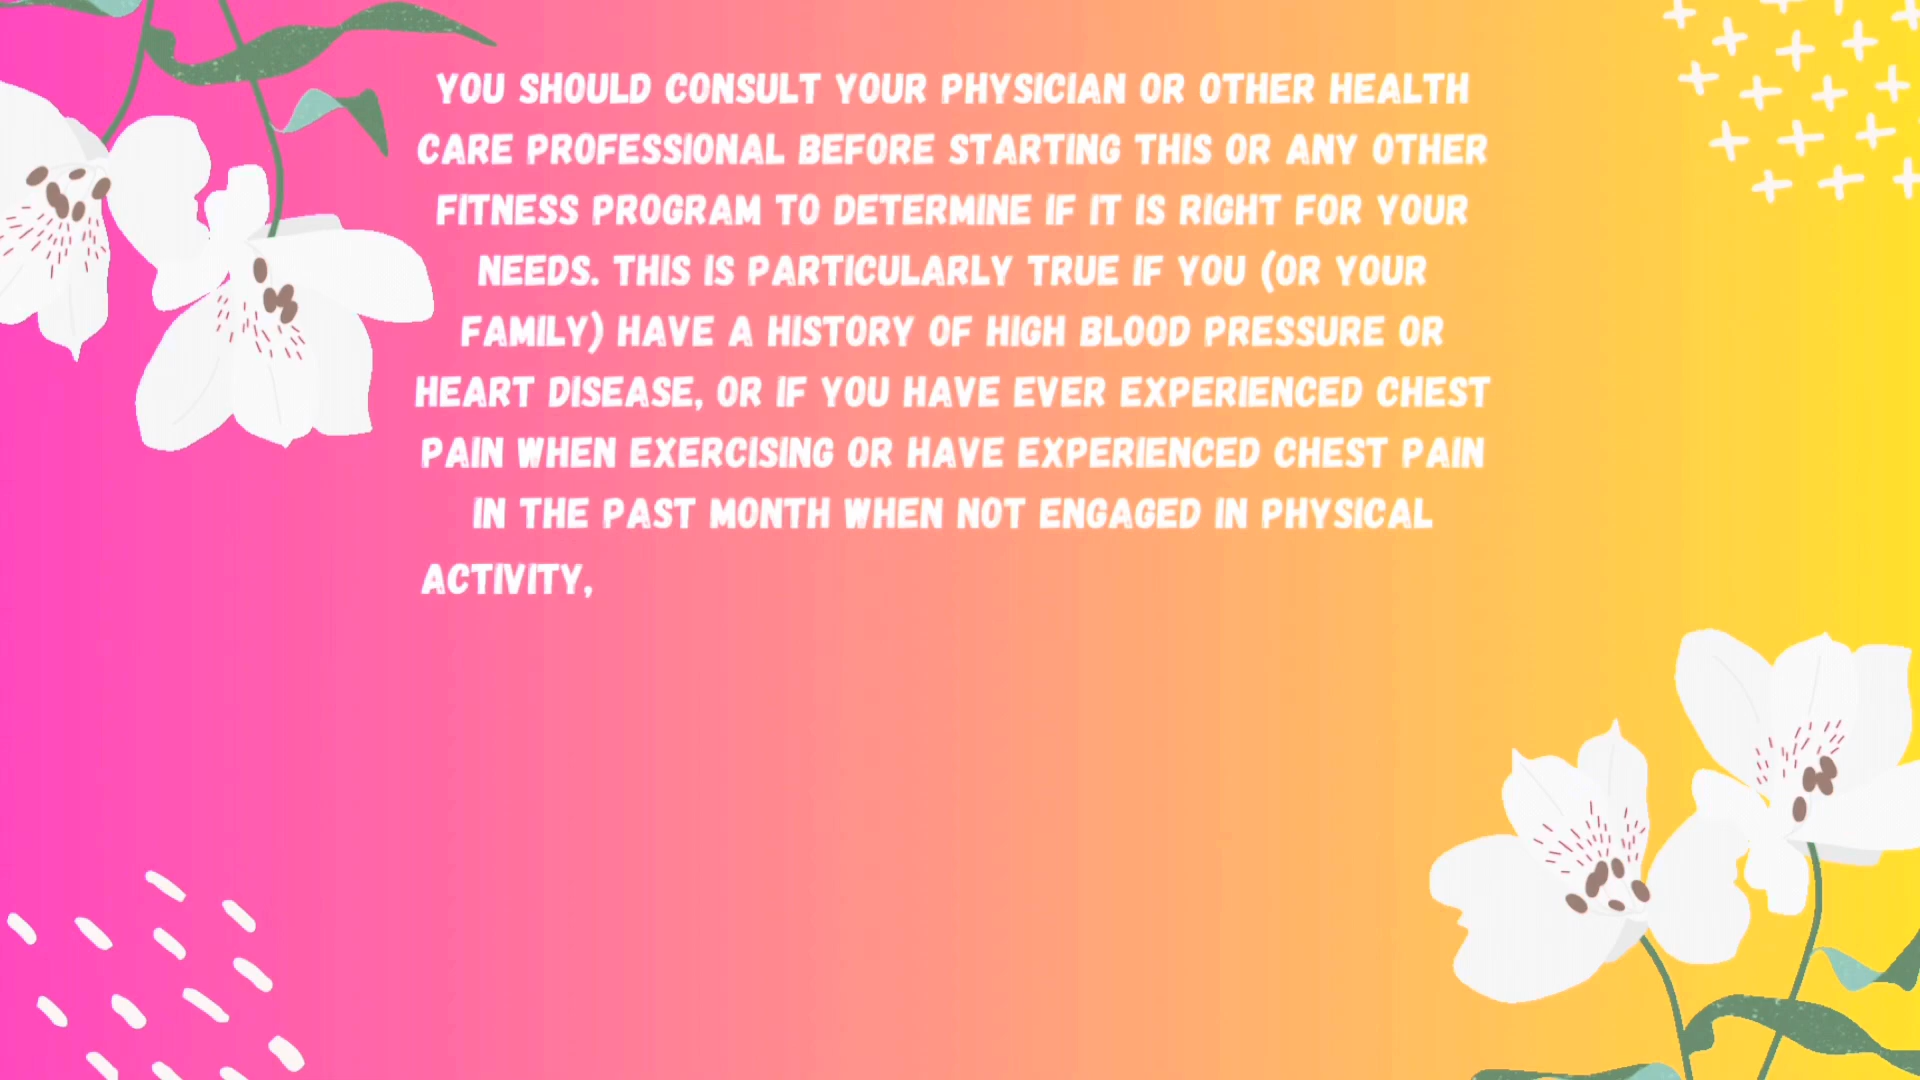 YOU SHOULD CONSULT YOUR PHYSICIAN OR OTHER HEALTH
CARE PROFESSIONAL BEFORE STARTING THIS OR ANY OTHER
FITNESS PROGRAM TO DETERMINE IF IT IS RIGHT FOR YOUR
NEEDS. THIS IS PARTICULARLY TRUE IF YOU (OR YOUR
FAMILY) HAVE A HISTORY OF HIGH BLOOD PRESSURE OR
HEART DISEASE, OR IF YOU HAVE EVER EXPERIENCED CHEST
PAIN WHEN EXERCISING OR HAVE EXPERIENCED CHEST PAIN
IN THE PAST MONTH WHEN NOT ENGAGED IN PHYSICAL
ACTIVITY,